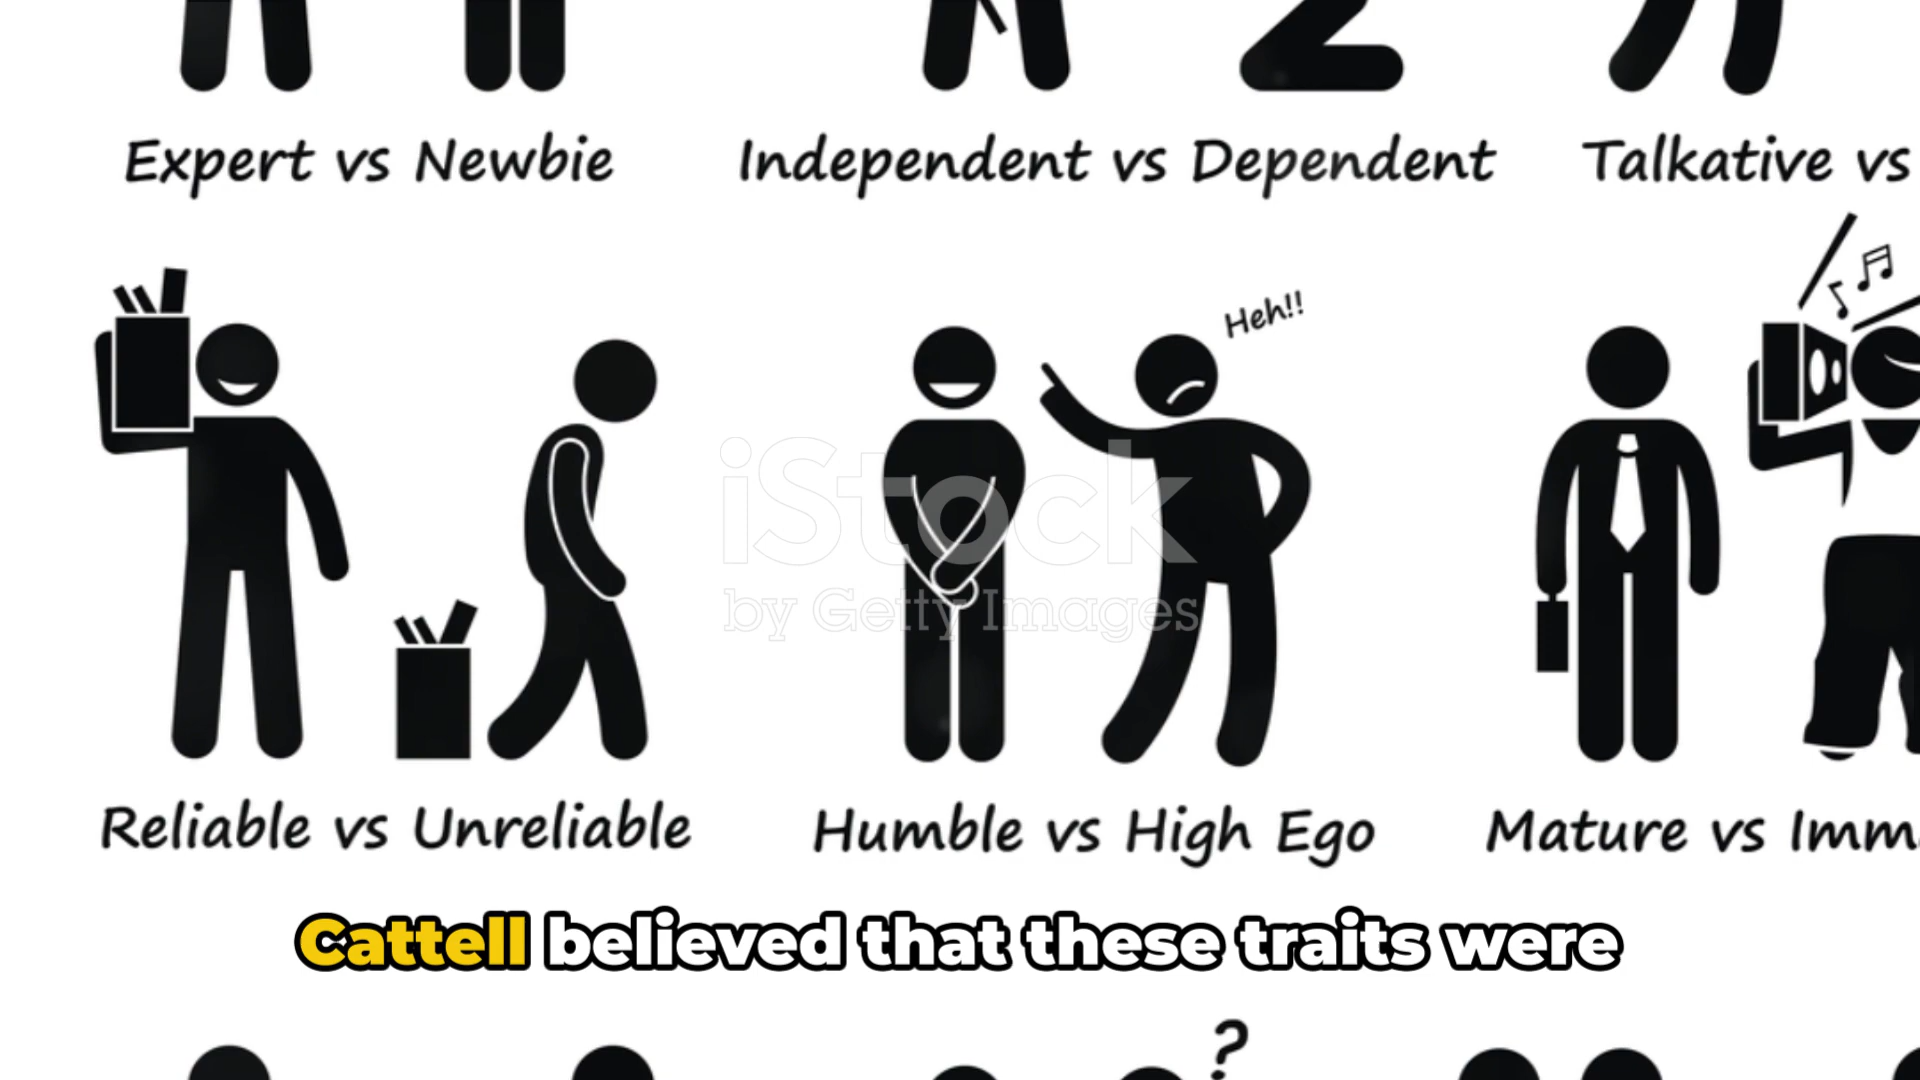 Expert vs Newbie
Independent vs Dependent
Talkative vs
Heh!!
iStock
by Getty Images
Reliable vs Unreliable
Humble vs High Ego
Mature vs Imm
Cattell believed that these traits were
?